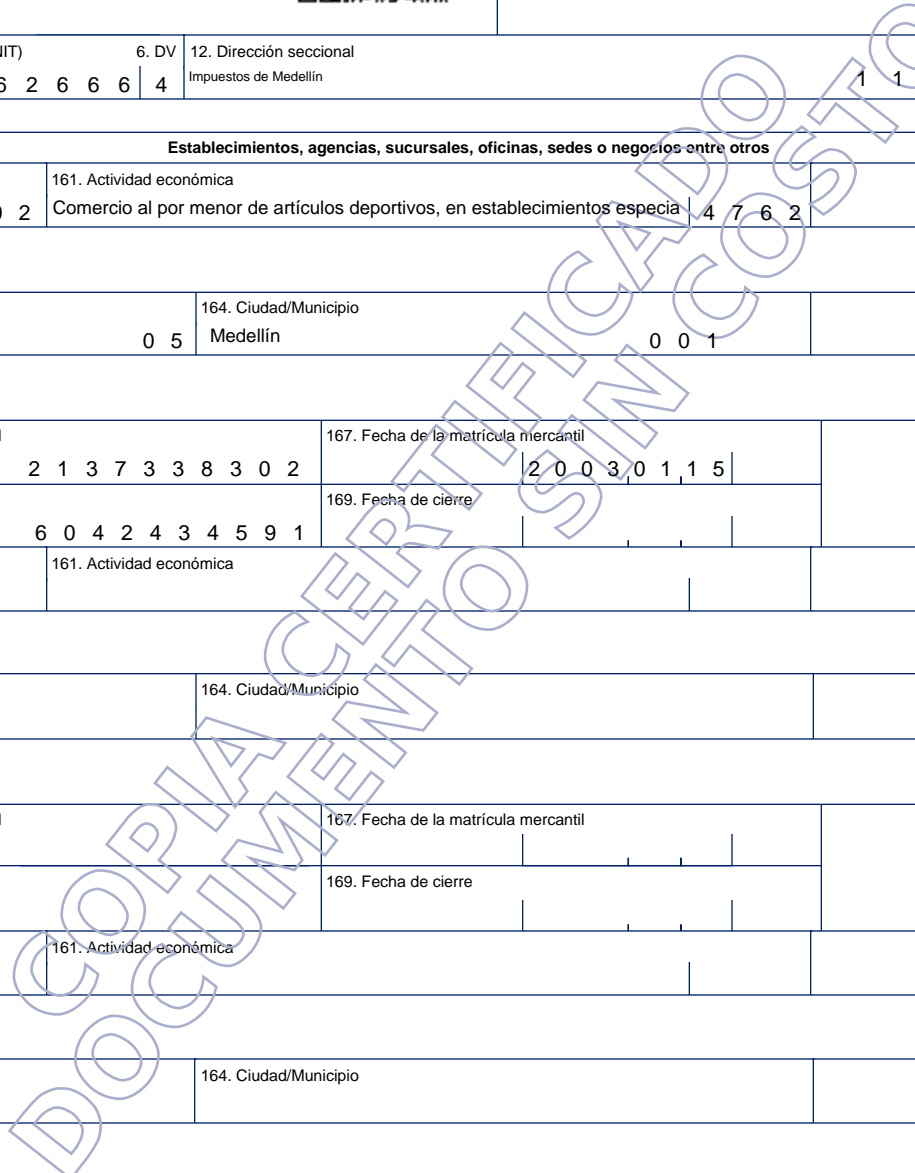 NIT) 6. DV 12. Dirección seccional
6 2 6 6 6 4 Impuestos de Medellín 1 1
Establecimientos, agencias, sucursales, oficinas, sedes o negocios entre otros
161. Actividad económica
0 2 Comercio al por menor de artículos deportivos, en establecimientos especia 4 7 6 2
164. Ciudad/Municipio
0 5 Medellín 0 0 1
167. Fecha de la matrícula mercantil
2 1 3 7 3 3 8 3 0 2 2 0 0 3 0 1 1 5
169. Fecha de cierre
6 0 4 2 4 3 4 5 9 1
161. Actividad económica
164. Ciudad/Municipio
167. Fecha de la matrícula mercantil
169. Fecha de cierre
161. Actividad económica
164. Ciudad/Municipio
COPIA CERTIFICADO
DOCUMENTO SIN COSTO